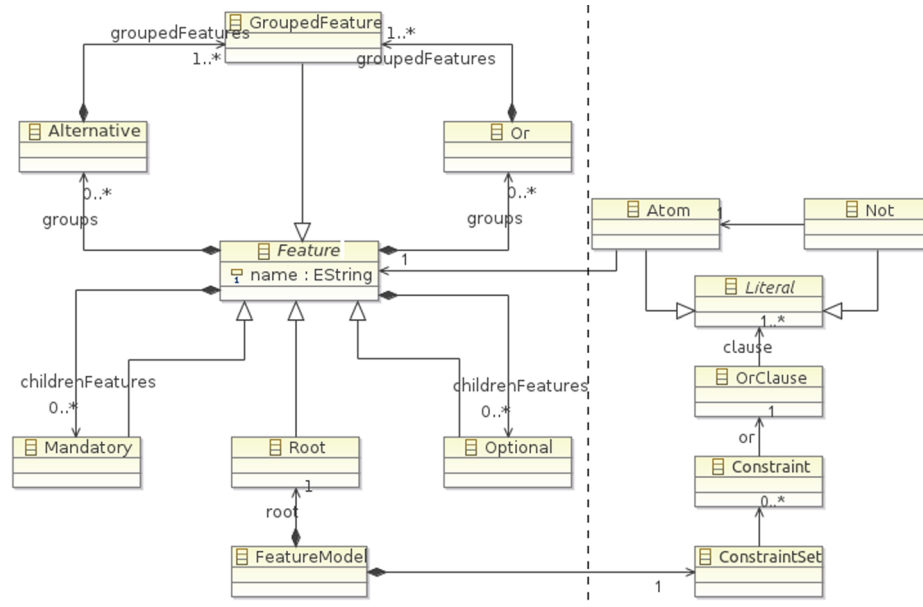 GroupedFeature
groupedFeatures
1..*
1..*
groupedFeatures
Alternative
Or
0..*
groups
0..*
groups
Atom
1
Not
Feature
name : EString
1
Literal
1..*
clause
OrClause
1
or
childrenFeatures
0..*
childrenFeatures
0..*
Mandatory
Root
Optional
Constraint
0..*
1
root
FeatureModel
1
ConstraintSet